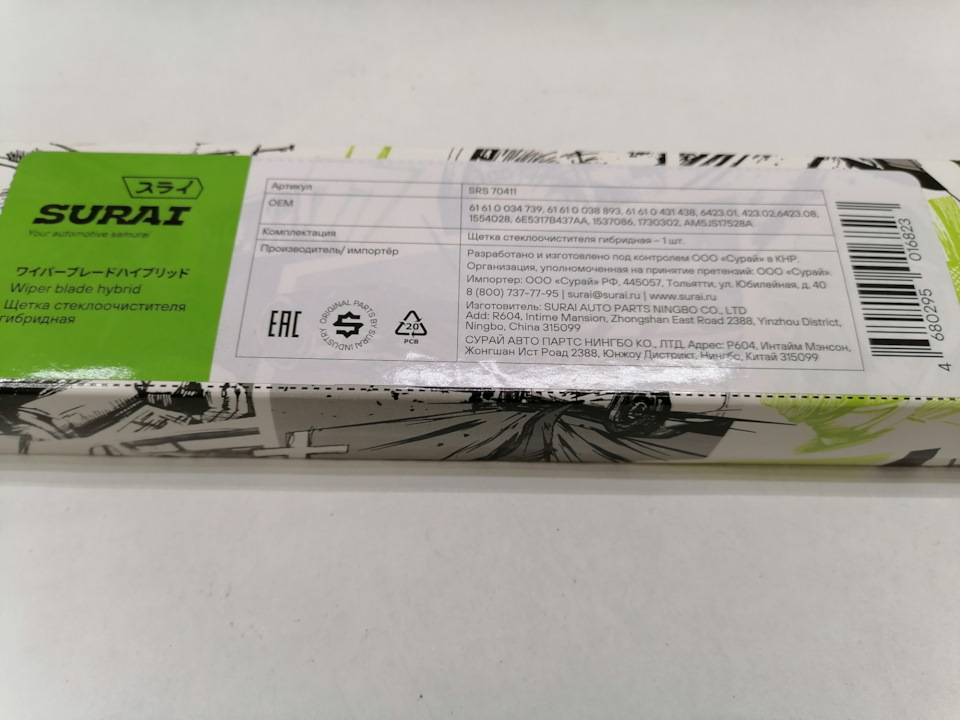 スライ
SURAI
Your automotive samurai
ワイパーブレードハイブリッド
Wiper blade hybrid
Щетка стеклоочистителя
гибридная
Артикул
SRS 70411
OEM
61 61 0 034 739, 61 61 0 038 893, 61 61 0 431 438, 6423.01, 423.02,6423.08,
1554028, 6E5317B437AA, 1537086, 1730302, AM5JS17528A
Комплектация
Щетка стеклоочистителя гибридная – 1 шт.
Производитель/ импортёр
Разработано и изготовлено под контролем ООО «Сурай» в КНР.
Организация, уполномоченная на принятие претензий: ООО «Сурай».
Импортер: ООО «Сурай» РФ, 445057, Тольятти, ул. Юбилейная, д. 40
8 (800) 737-77-95 | surai@surai.ru | www.surai.ru
Изготовитель: SURAI AUTO PARTS NINGBO CO., LTD
Add: R604, Intime Mansion, Zhongshan East Road 2388, Yinzhou District,
Ningbo, China 315099
СУРАЙ АВТО ПАРТС НИНГБО КО., ЛТД. Адрес: Р604, Интайм Мэнсон,
Жонгшан Ист Роад 2388, Юнжоу Дистрикт, Нингбо, Китай 315099
EAC
ORIGINAL PARTS BY SURAI INDUSTRY
20
PCB
4 680295 016823